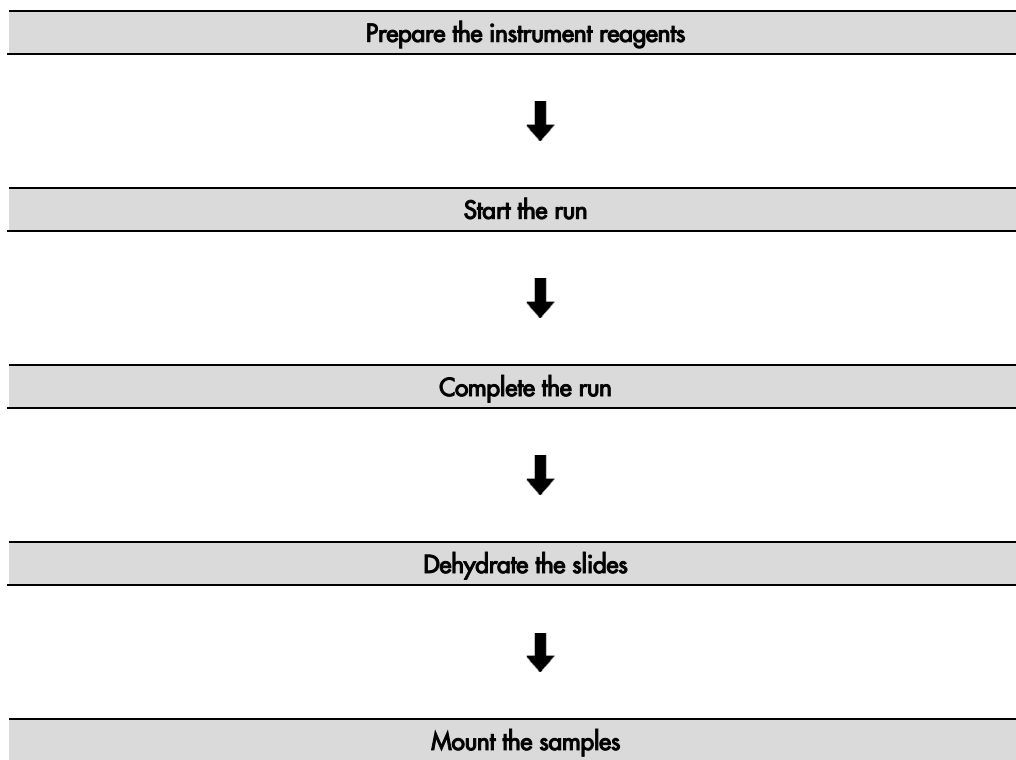 Prepare the instrument reagents
Start the run
Complete the run
Dehydrate the slides
Mount the samples